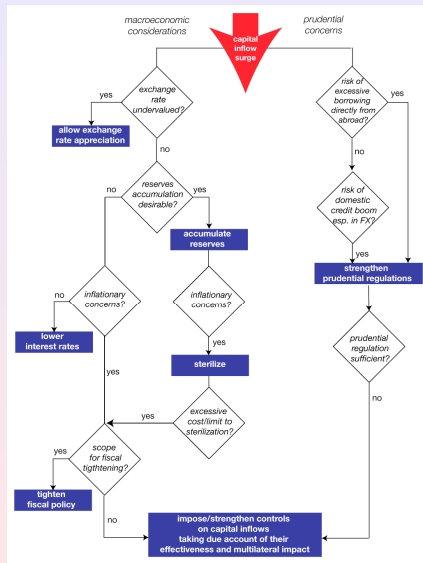 macroeconomic
considerations
prudential
concerns
capital
inflow
surge
exchange
rate
undervalued?
yes
allow exchange
rate appreciation
no
risk of
excessive
borrowing
directly from
abroad?
yes
no
reserves
accumulation
desirable?
no
yes
accumulate
reserves
risk of
domestic
credit boom
esp. in FX?
yes
strengthen
prudential regulations
inflationary
concerns?
no
lower
interest rates
yes
inflationary
concerns?
yes
sterilize
prudential
regulation
sufficient?
no
excessive
cost/limit to
sterilization?
yes
scope
for fiscal
tigthtening?
yes
tighten
fiscal policy
no
impose/strengthen controls
on capital inflows
taking due account of their
effectiveness and multilateral impact